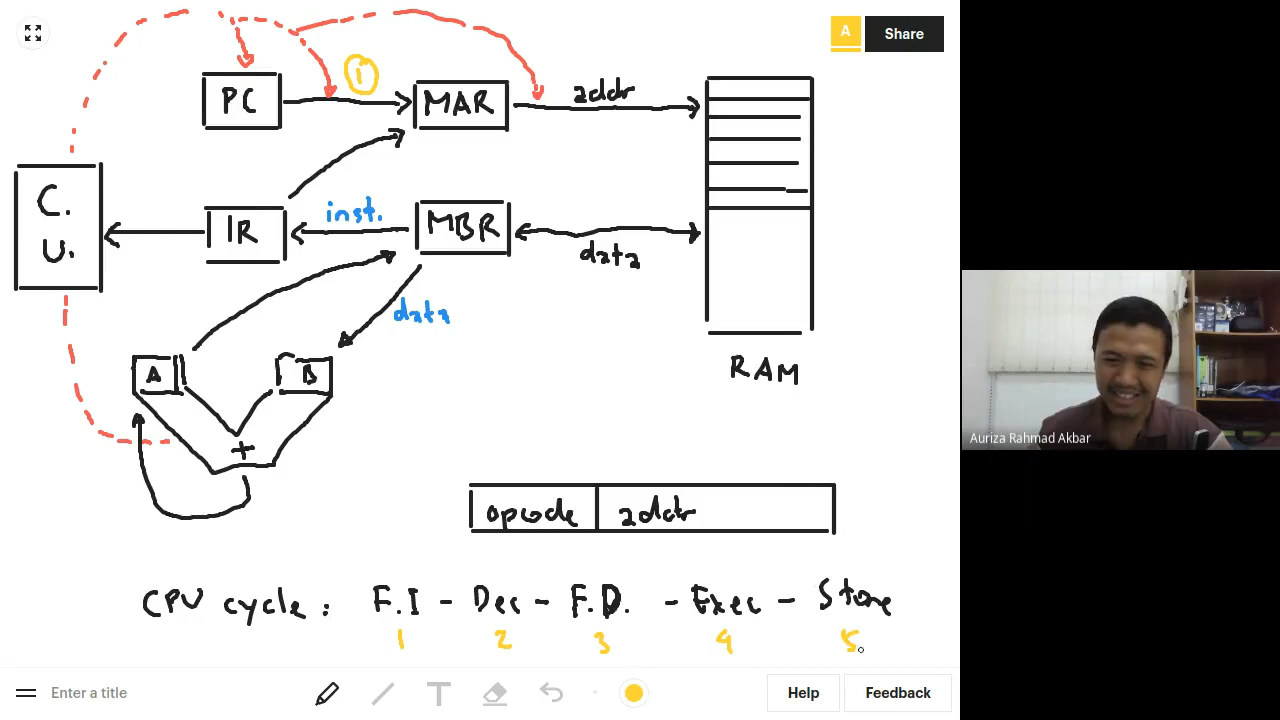 A Share
1
PC MAR addr
C. U.
IR inst. MBR
data
data
A B
+
RAM
Auriza Rahmad Akbar
opcode addr
CPU cycle: F.I - Dec - F.D. - Exec - Store
1 2 3 4 5
Enter a title T Help Feedback